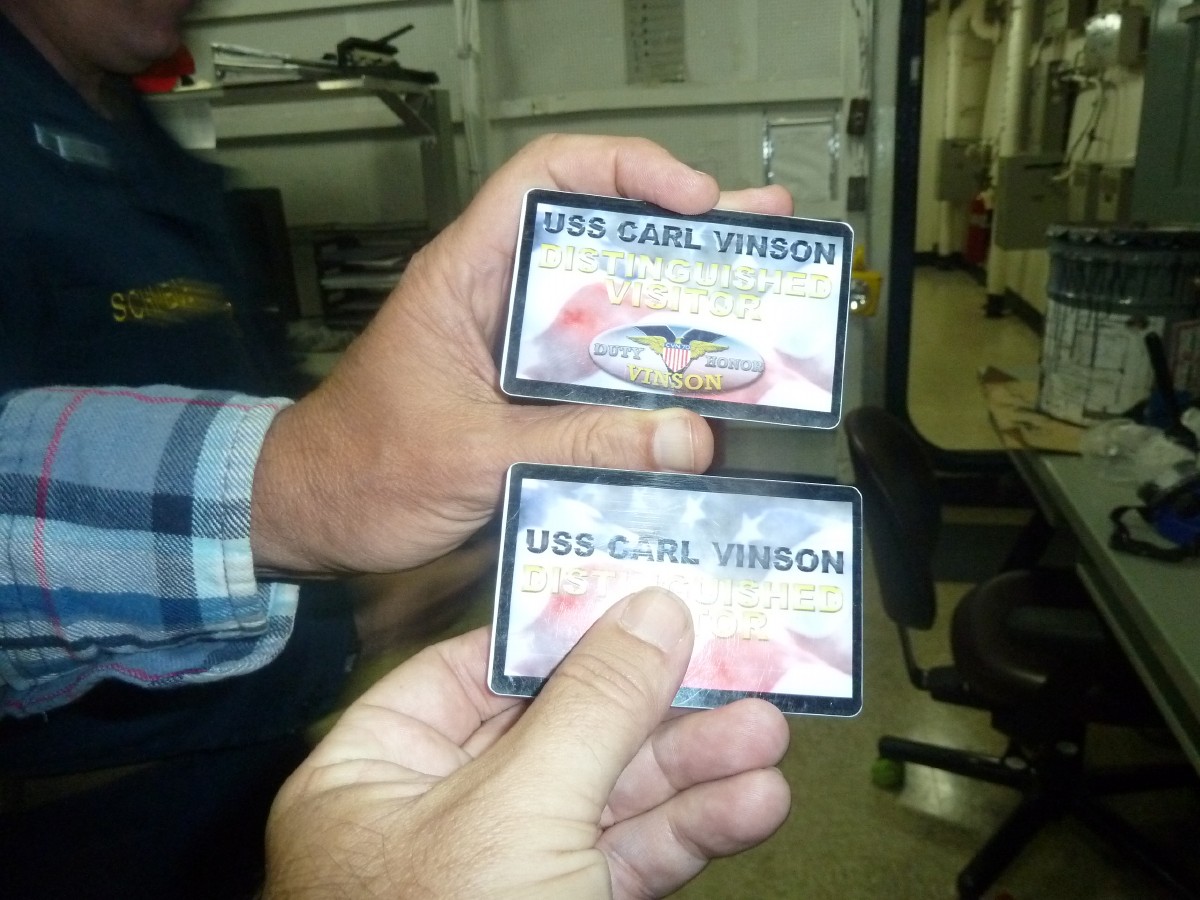 USS CARL VINSON
DISTINGUISHED
VISITOR
DUTY HONOR
VINSON
USS CARL VINSON